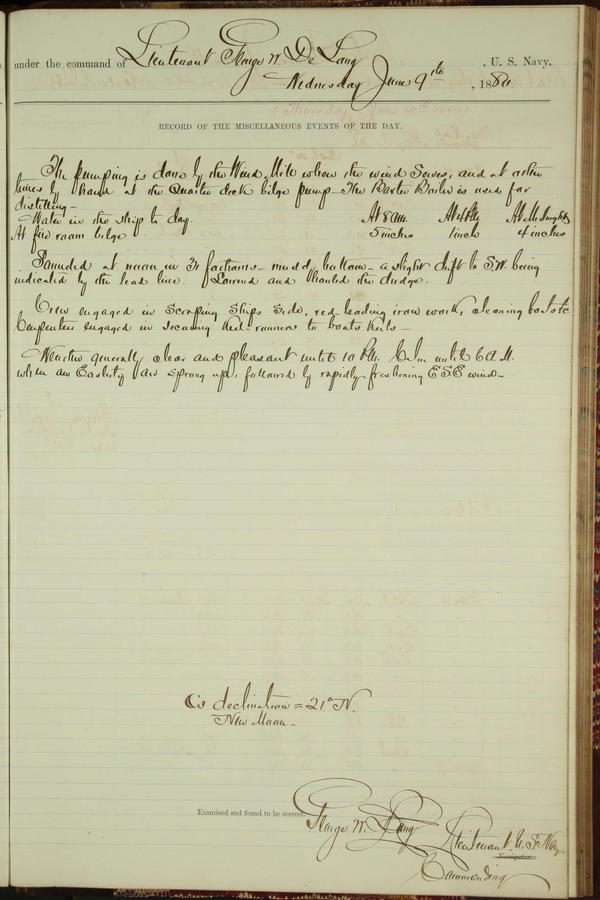 under the command of Lieutenant George W. De Long, U. S. Navy,
Wednesday June 9th, 1880.
(Thursday June 10th 1880)
RECORD OF THE MISCELLANEOUS EVENTS OF THE DAY.
The pumping is done by the Wind Mill when the wind serves, and at other
times by hand at the Quarter deck bilge pump - The Baxter Boiler is used for
distilling -
Water in the ship to day. At 8 a.m. At 4 P.M. At Midnight
At fire room bilge 5 inches 1 inch 4 inches
Sounded at noon in 31 fathoms - mud bottom - a slight drift to S.W. being
indicated by the lead line. Lowered and hauled the dredge.
Crew engaged in scraping ships side, red leading iron work, cleaning boats etc
Carpenter engaged in securing keel runners to boats keels -
Weather generally clear and pleasant until 10 P.M. Calm until 6 A.M.
when an Easterly air sprung up, followed by rapidly freshening ESE wind -
declination = 21° N.
New Moon -
Examined and found to be correct.
George W. De Long Lieutenant U.S. Navy
Navigator.
Commanding